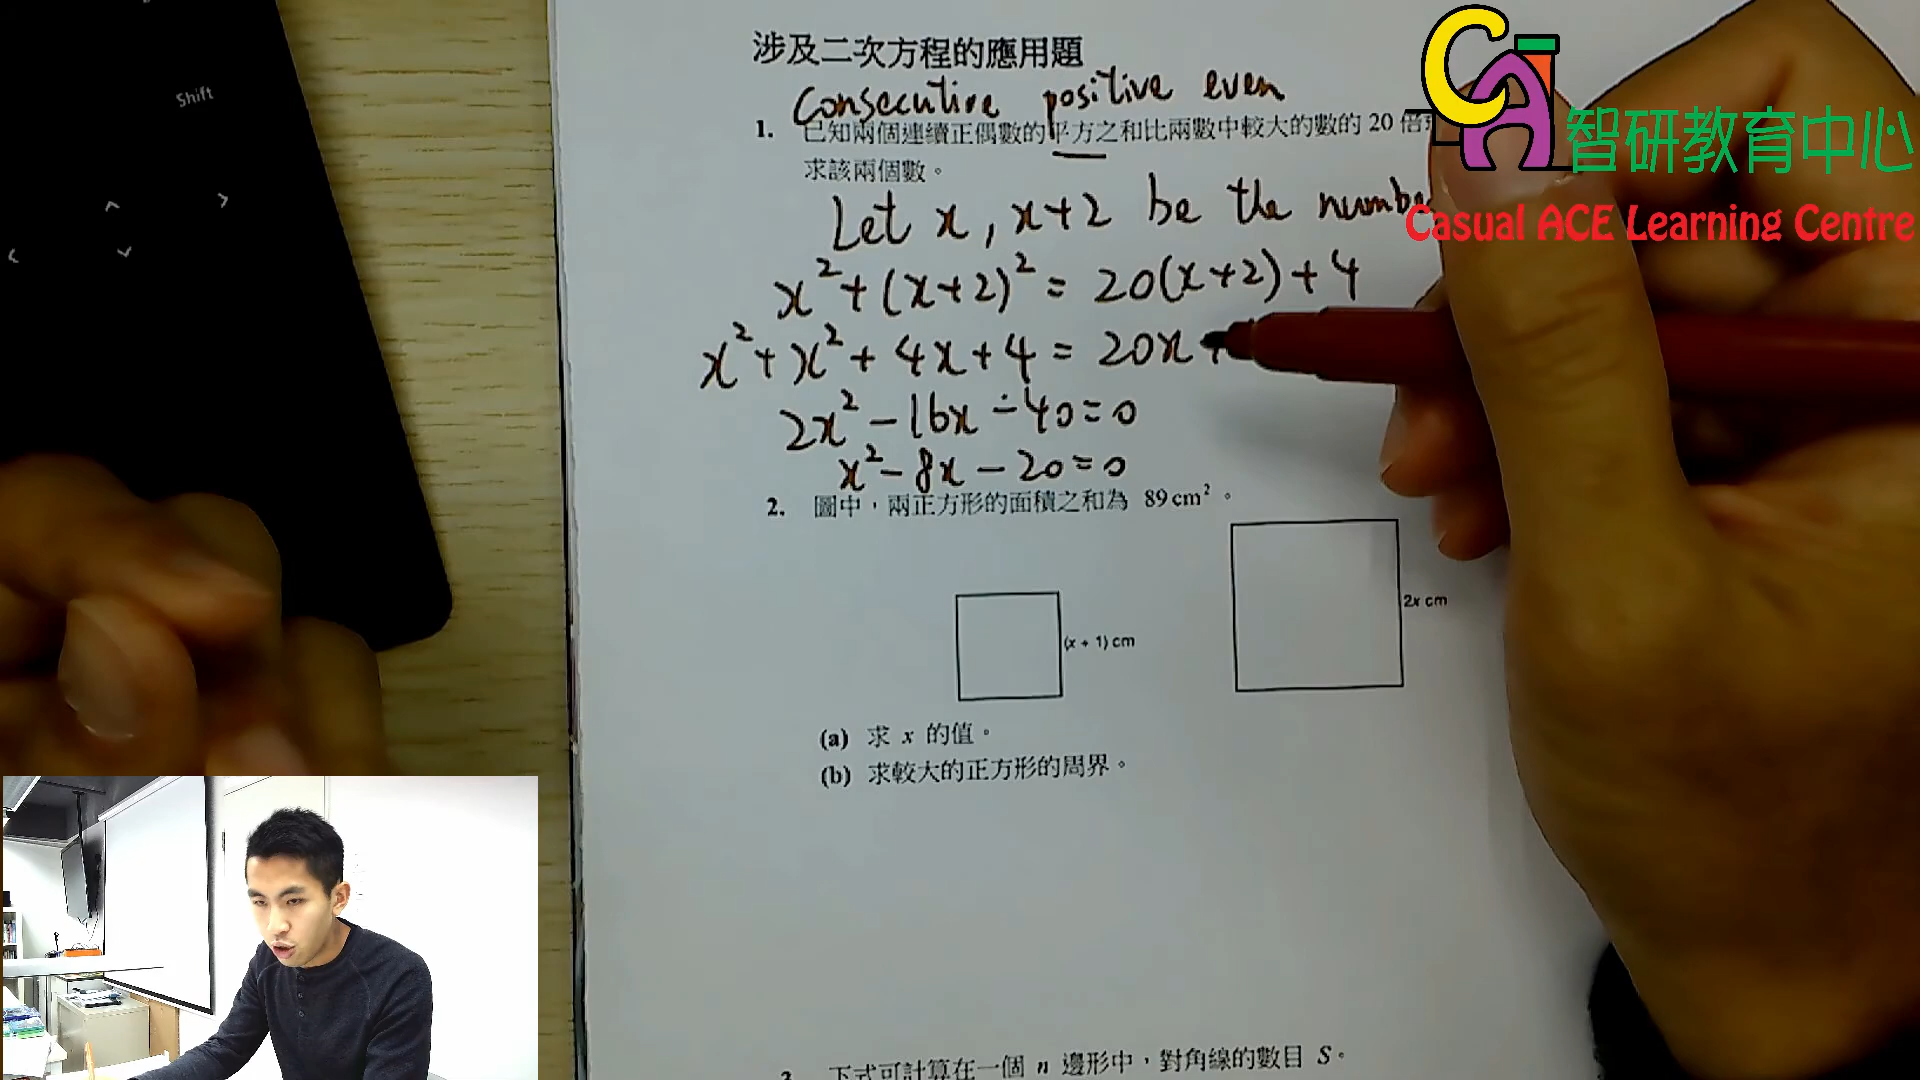 Shift
涉及二次方程的應用題
Consecutive positive even
1. 已知兩個連續正偶數的平方之和比兩數中較大的數的 20 倍
求該兩個數。
Let x, x+2 be the number
x² + (x+2)² = 20(x+2) + 4
x² + x² + 4x + 4 = 20x +
2x² - 16x - 40 = 0
x² - 8x - 20 = 0
2. 圖中，兩正方形的面積之和為 89 cm²。
2x cm
(x + 1) cm
(a) 求 x 的值。
(b) 求較大的正方形的周界。
3. 下式可計算在一個 n 邊形中，對角線的數目 S。
CA 智研教育中心
Casual ACE Learning Centre